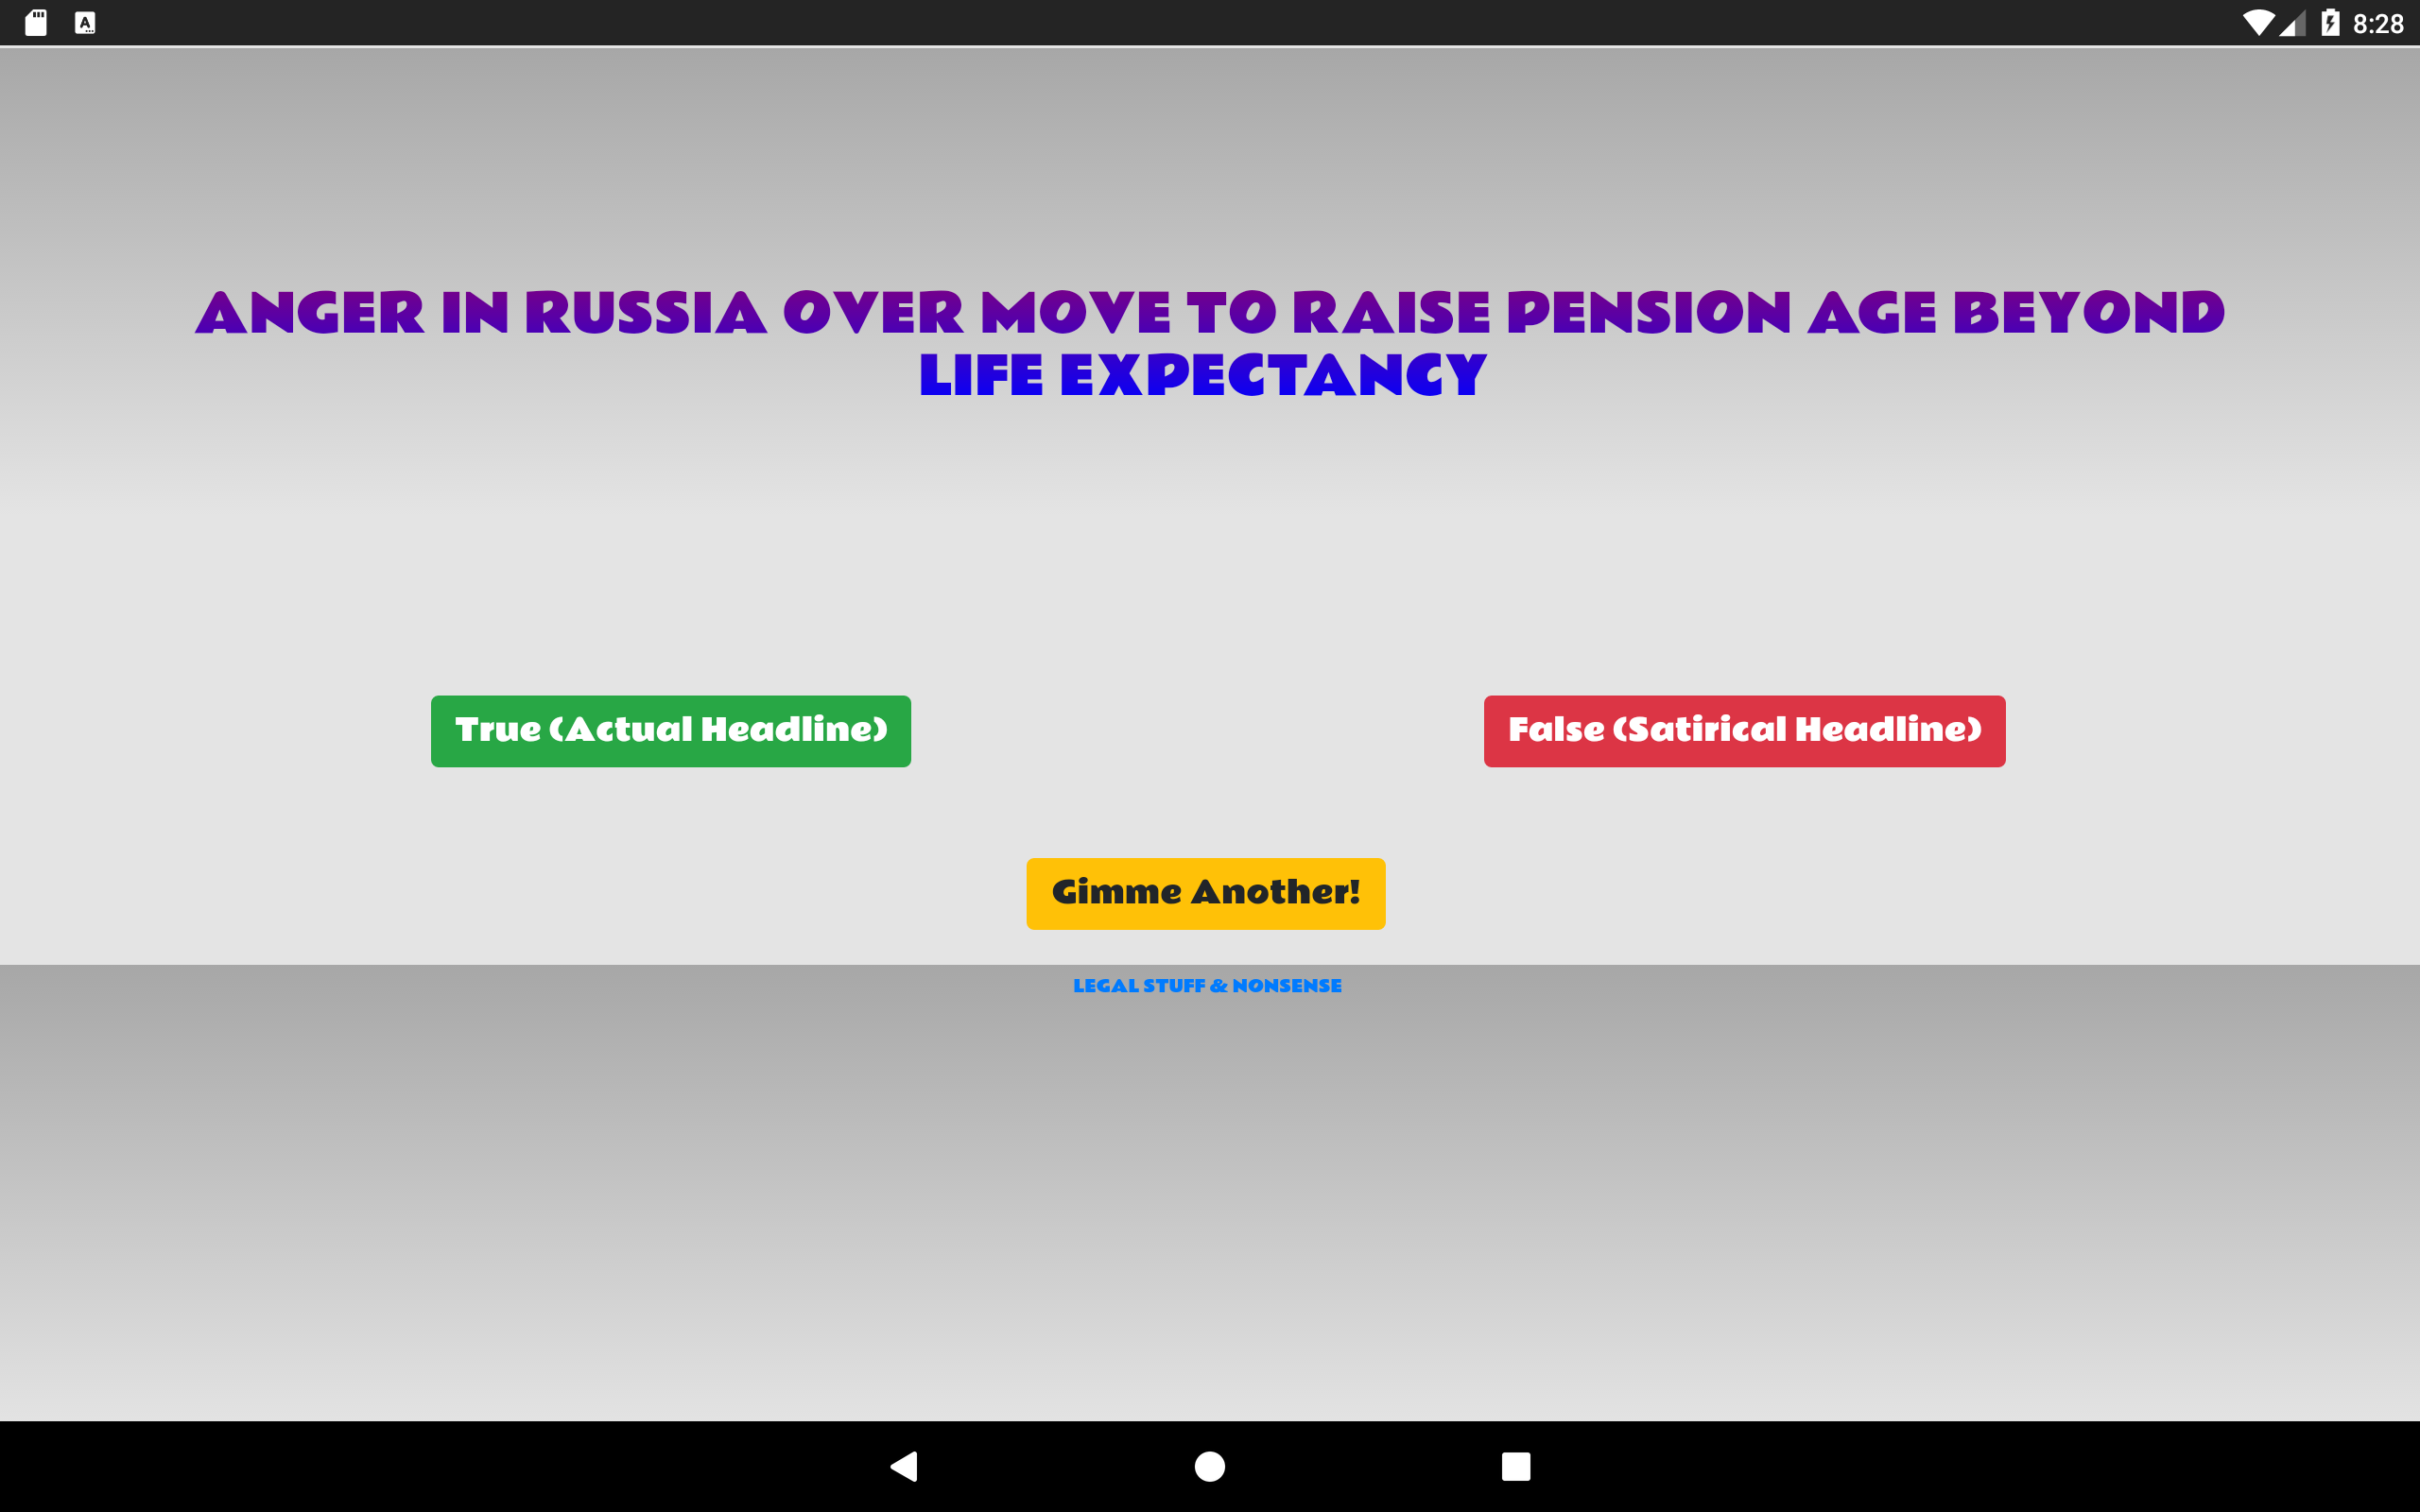 8:28
ANGER IN RUSSIA OVER MOVE TO RAISE PENSION AGE BEYOND
LIFE EXPECTANCY
True (Actual Headline)
False (Satirical Headline)
Gimme Another!
LEGAL STUFF & NONSENSE